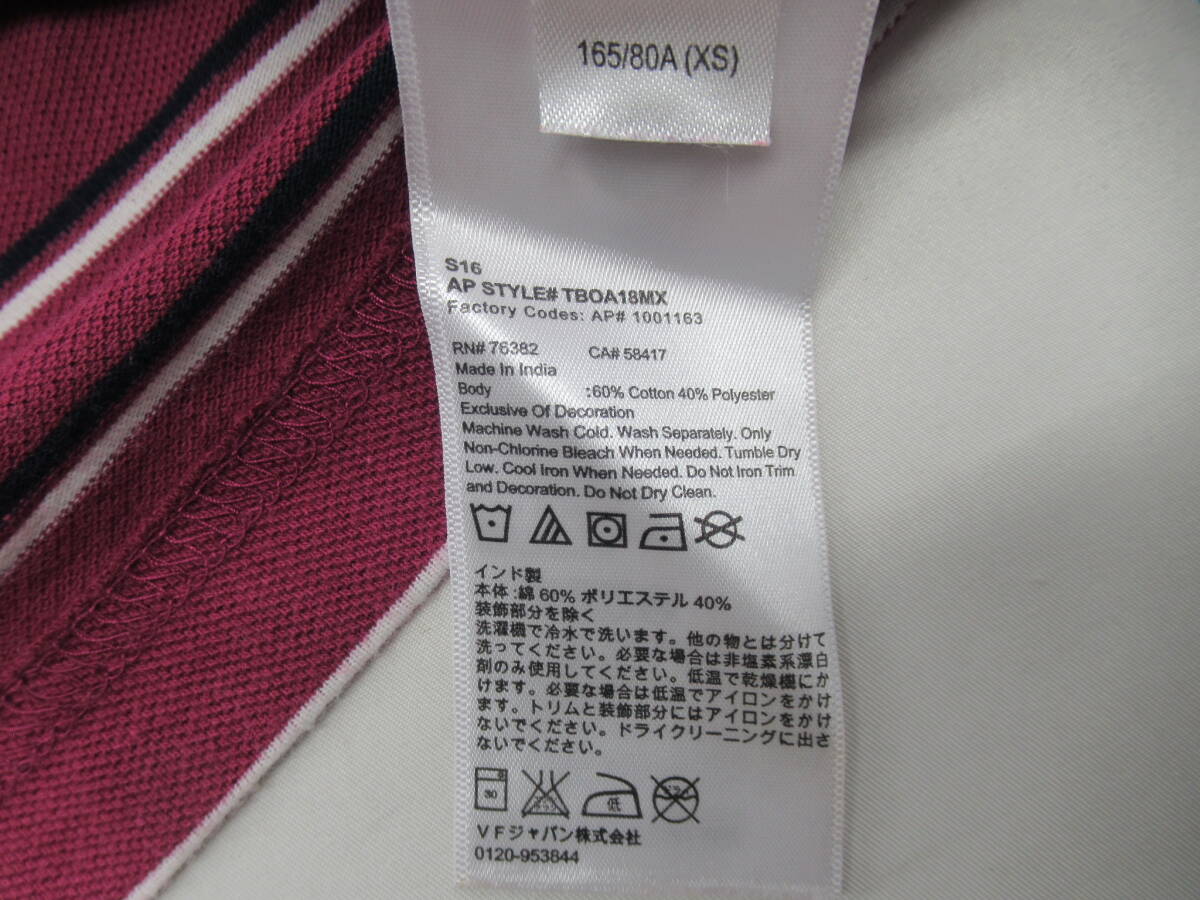 165/80A (XS)
S16
AP STYLE# TBOA18MX
Factory Codes: AP# 1001163
RN# 76382 CA# 58417
Made In India
Body :60% Cotton 40% Polyester
Exclusive Of Decoration
Machine Wash Cold. Wash Separately. Only
Non-Chlorine Bleach When Needed. Tumble Dry
Low. Cool Iron When Needed. Do Not Iron Trim
and Decoration. Do Not Dry Clean.
インド製
本体 :綿 60% ポリエステル 40%
装飾部分を除く
洗濯機で冷水で洗います。他の物とは分けて
洗ってください。必要な場合は非塩素系漂白
剤のみ使用してください。低温で乾燥機にか
けます。必要な場合は低温でアイロンをかけ
ます。トリムと装飾部分にはアイロンをかけ
ないでください。ドライクリーニングに出さ
ないでください。
30 低
VFジャパン株式会社
0120-953844